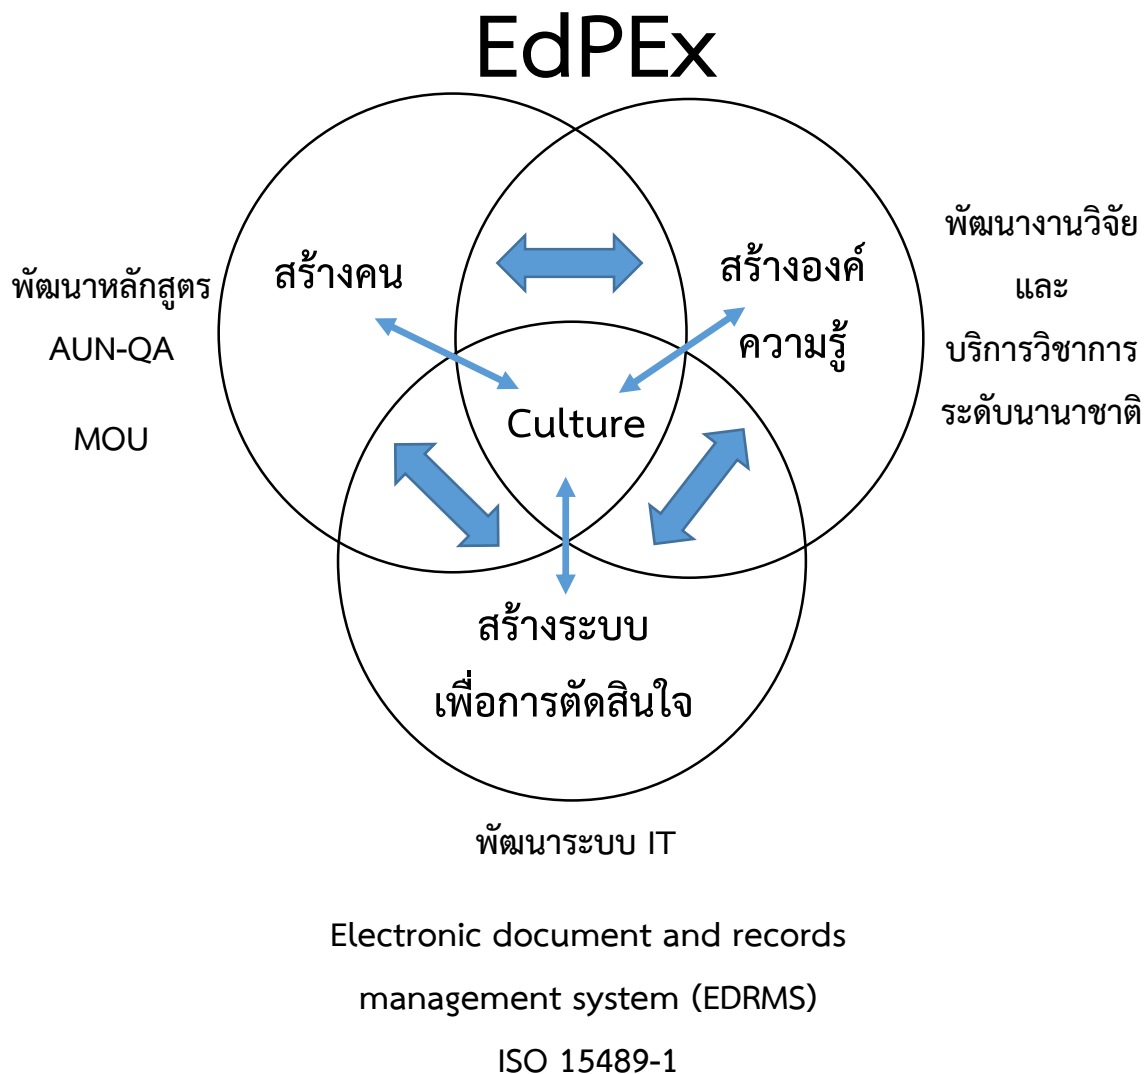 EdPEx
พัฒนาหลักสูตร
AUN-QA
MOU
สร้างคน
สร้างองค์
ความรู้
พัฒนางานวิจัย
และ
บริการวิชาการ
ระดับนานาชาติ
Culture
สร้างระบบ
เพื่อการตัดสินใจ
พัฒนาระบบ IT
Electronic document and records
management system (EDRMS)
ISO 15489-1